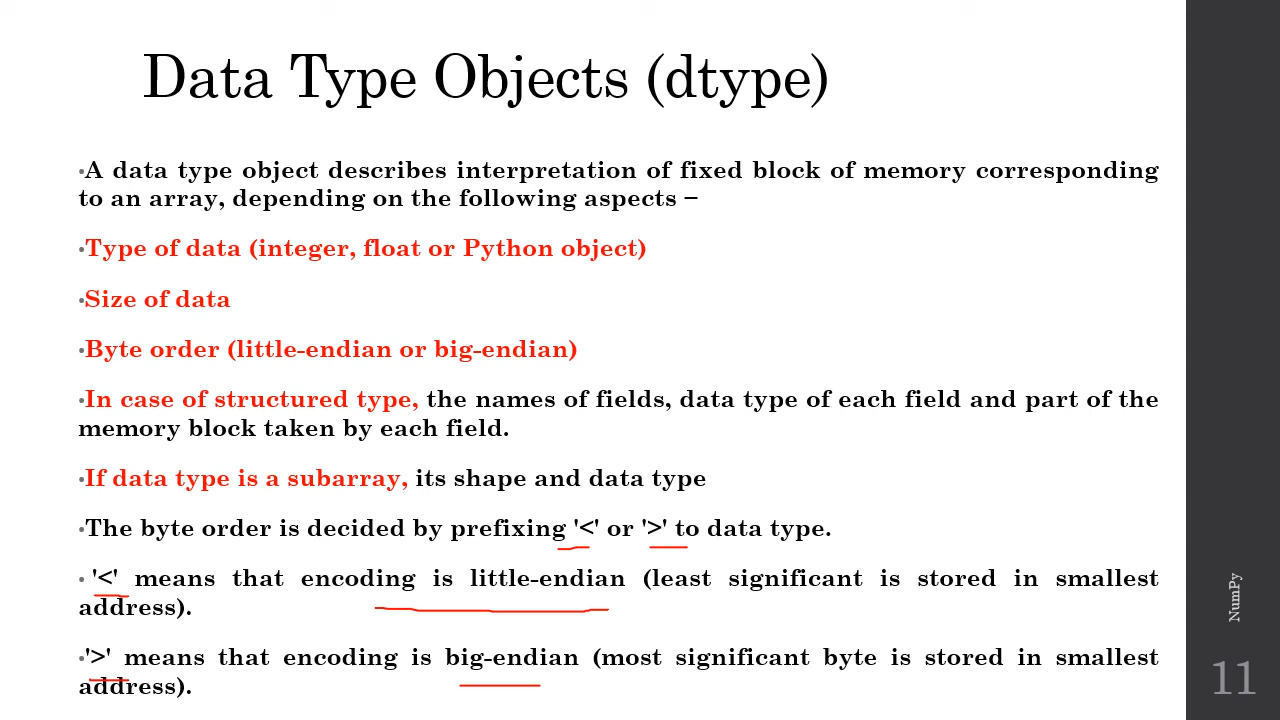 Data Type Objects (dtype)
•A data type object describes interpretation of fixed block of memory corresponding
to an array, depending on the following aspects −
•Type of data (integer, float or Python object)
•Size of data
•Byte order (little-endian or big-endian)
•In case of structured type, the names of fields, data type of each field and part of the
memory block taken by each field.
•If data type is a subarray, its shape and data type
•The byte order is decided by prefixing '<' or '>' to data type.
• '<' means that encoding is little-endian (least significant is stored in smallest
address).
•'>' means that encoding is big-endian (most significant byte is stored in smallest
address).
NumPy
11